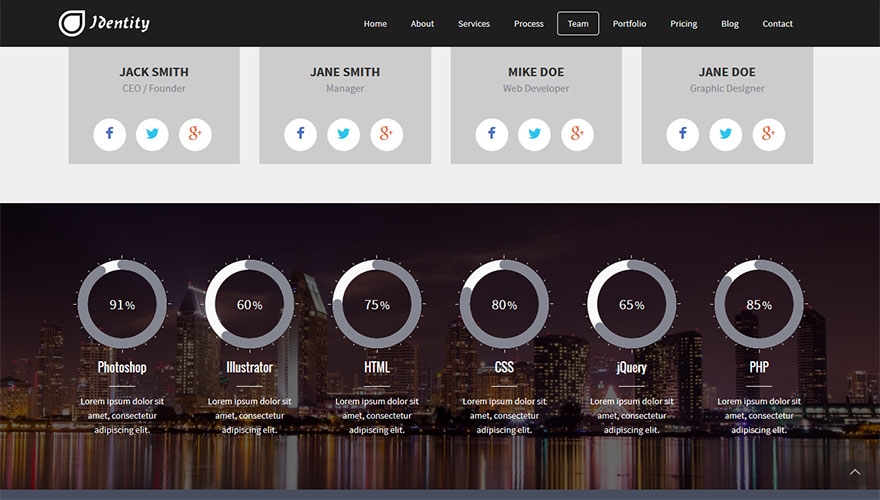 Identity
Home About Services Process Team Portfolio Pricing Blog Contact
JACK SMITH
CEO / Founder
JANE SMITH
Manager
MIKE DOE
Web Developer
JANE DOE
Graphic Designer
91%
Photoshop
Lorem ipsum dolor sit
amet, consectetur
adipiscing elit.
60%
Illustrator
Lorem ipsum dolor sit
amet, consectetur
adipiscing elit.
75%
HTML
Lorem ipsum dolor sit
amet, consectetur
adipiscing elit.
80%
CSS
Lorem ipsum dolor sit
amet, consectetur
adipiscing elit.
65%
jQuery
Lorem ipsum dolor sit
amet, consectetur
adipiscing elit.
85%
PHP
Lorem ipsum dolor sit
amet, consectetur
adipiscing elit.